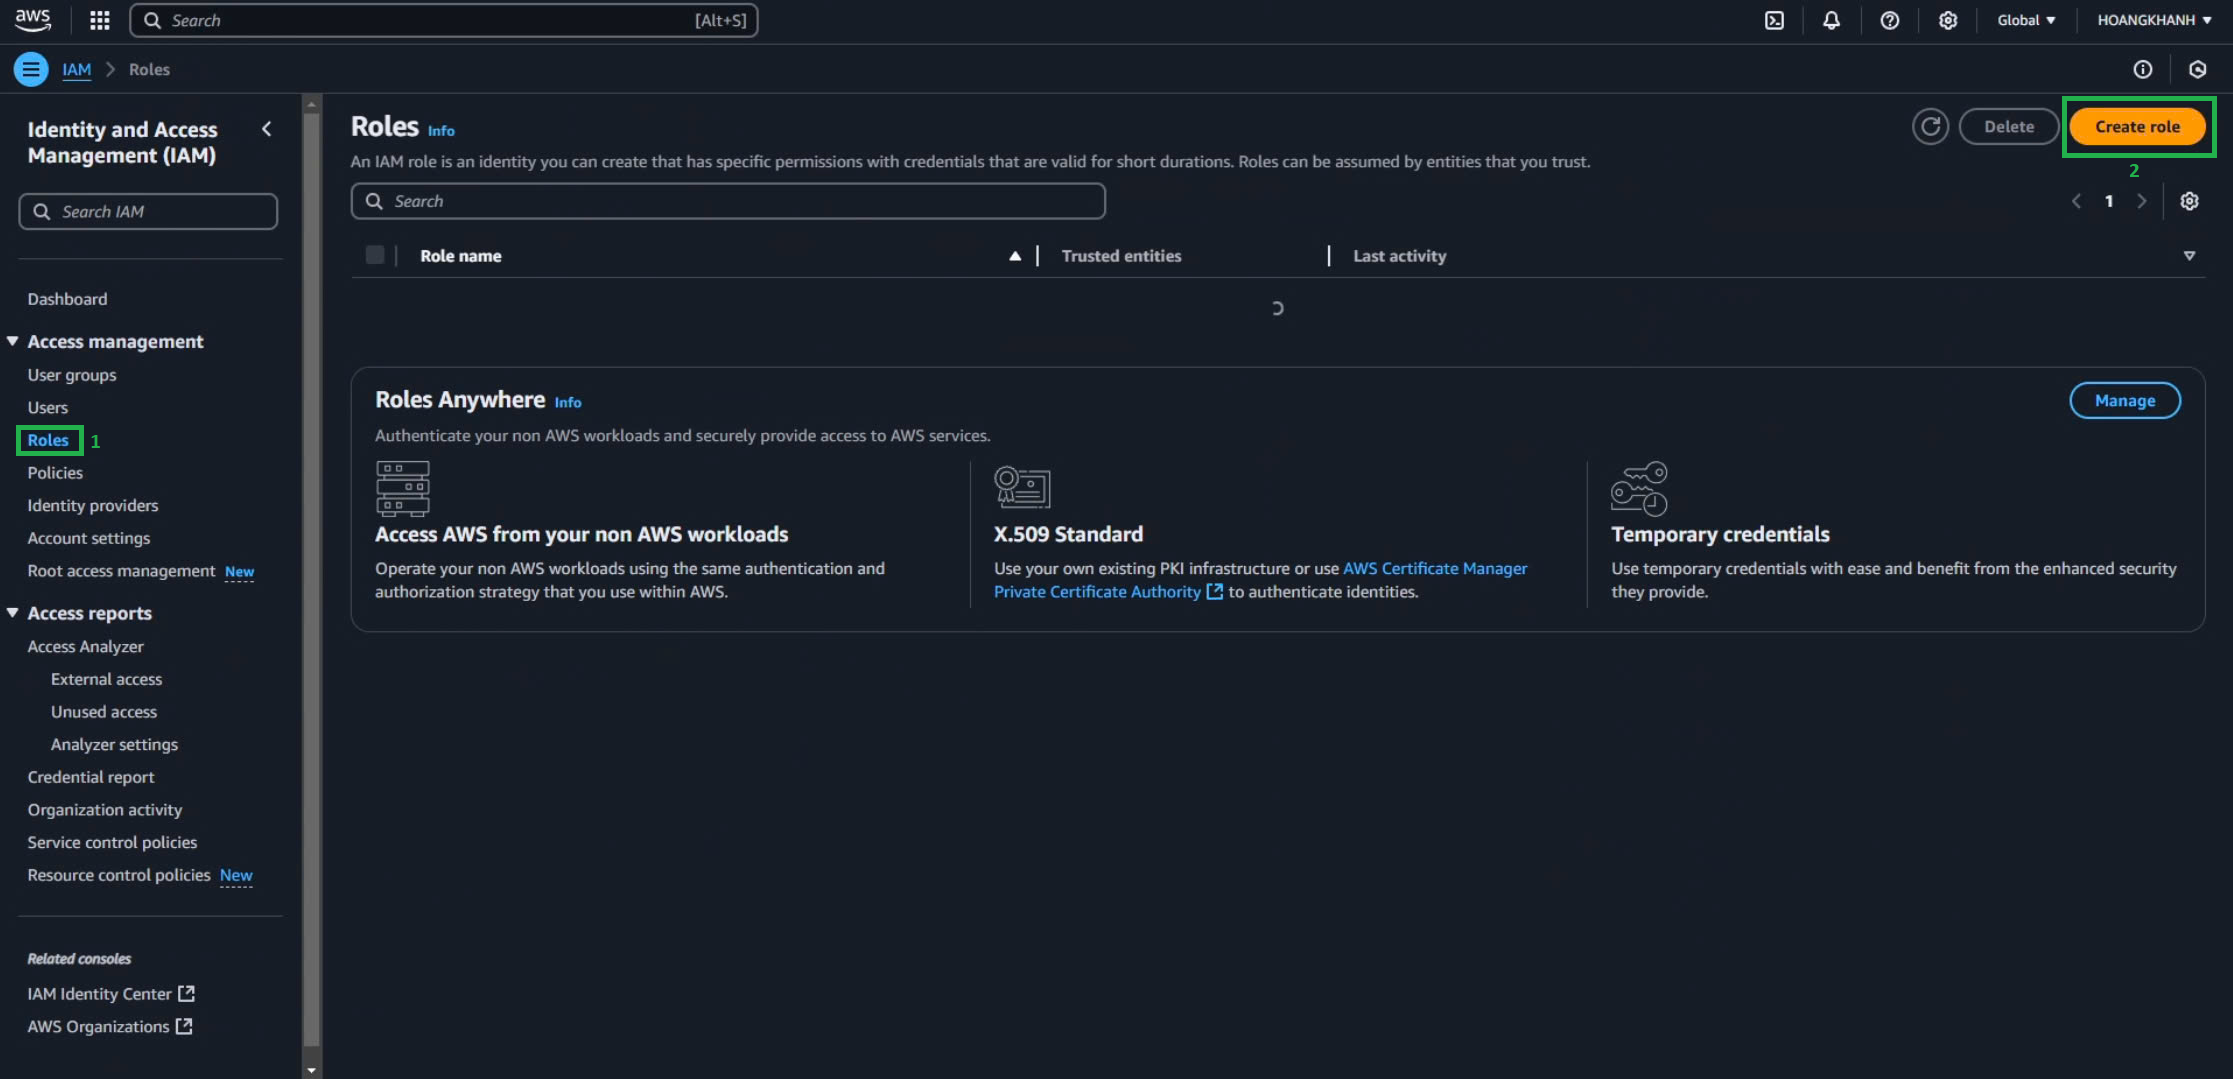 aws
Search [Alt+S]
Global
HOANGKHANH
IAM
Roles
Identity and Access
Management (IAM)
Search IAM
Dashboard
Access management
User groups
Users
Roles 1
Policies
Identity providers
Account settings
Root access management New
Access reports
Access Analyzer
External access
Unused access
Analyzer settings
Credential report
Organization activity
Service control policies
Resource control policies New
Related consoles
IAM Identity Center
AWS Organizations
Roles Info
Delete
Create role
2
An IAM role is an identity you can create that has specific permissions with credentials that are valid for short durations. Roles can be assumed by entities that you trust.
Search
1
Role name
Trusted entities
Last activity
Roles Anywhere Info
Manage
Authenticate your non AWS workloads and securely provide access to AWS services.
Access AWS from your non AWS workloads
Operate your non AWS workloads using the same authentication and
authorization strategy that you use within AWS.
X.509 Standard
Use your own existing PKI infrastructure or use AWS Certificate Manager
Private Certificate Authority to authenticate identities.
Temporary credentials
Use temporary credentials with ease and benefit from the enhanced security
they provide.